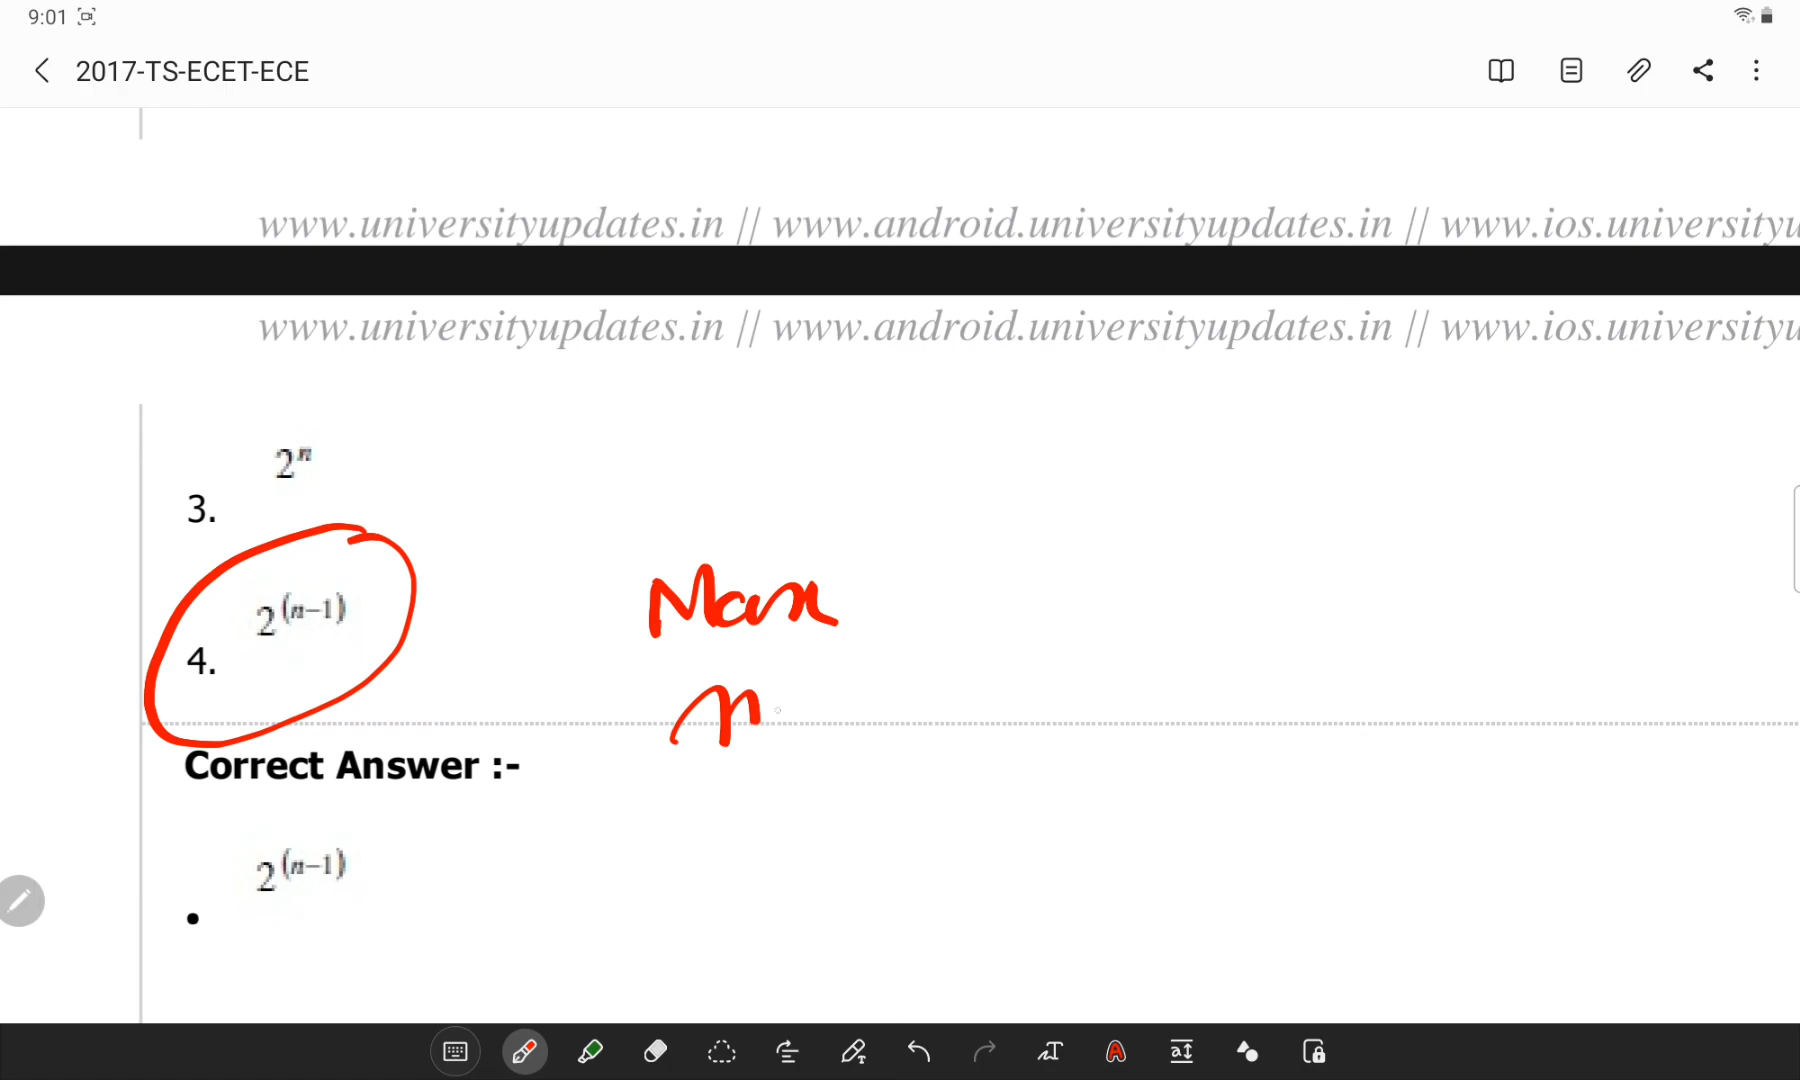 9:01
2017-TS-ECET-ECE
www.universityupdates.in || www.android.universityupdates.in || www.ios.universityu
www.universityupdates.in || www.android.universityupdates.in || www.ios.universityu
2ⁿ
3.
2⁽ⁿ⁻¹⁾
4.
Max
n
Correct Answer :-
2⁽ⁿ⁻¹⁾
•